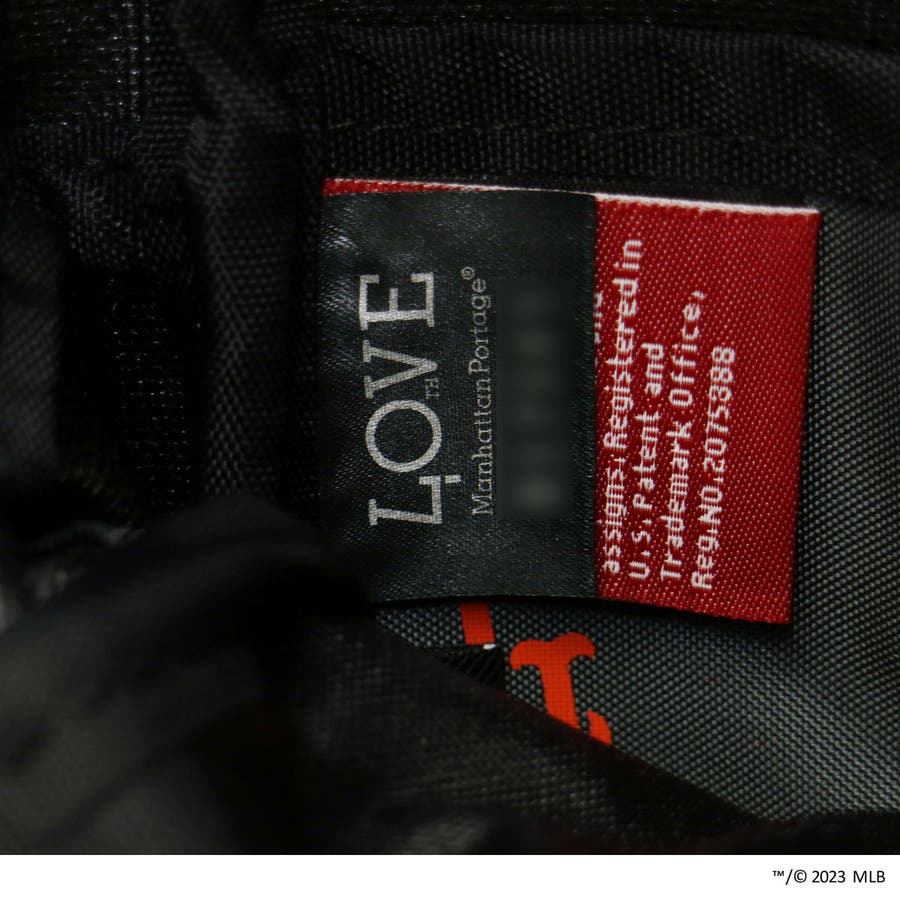 LOVE
TM
Manhattan Portage®
assigns. Registered in
U.S. Patent and
Trademark Office,
Reg.NO.2075888
™/© 2023 MLB